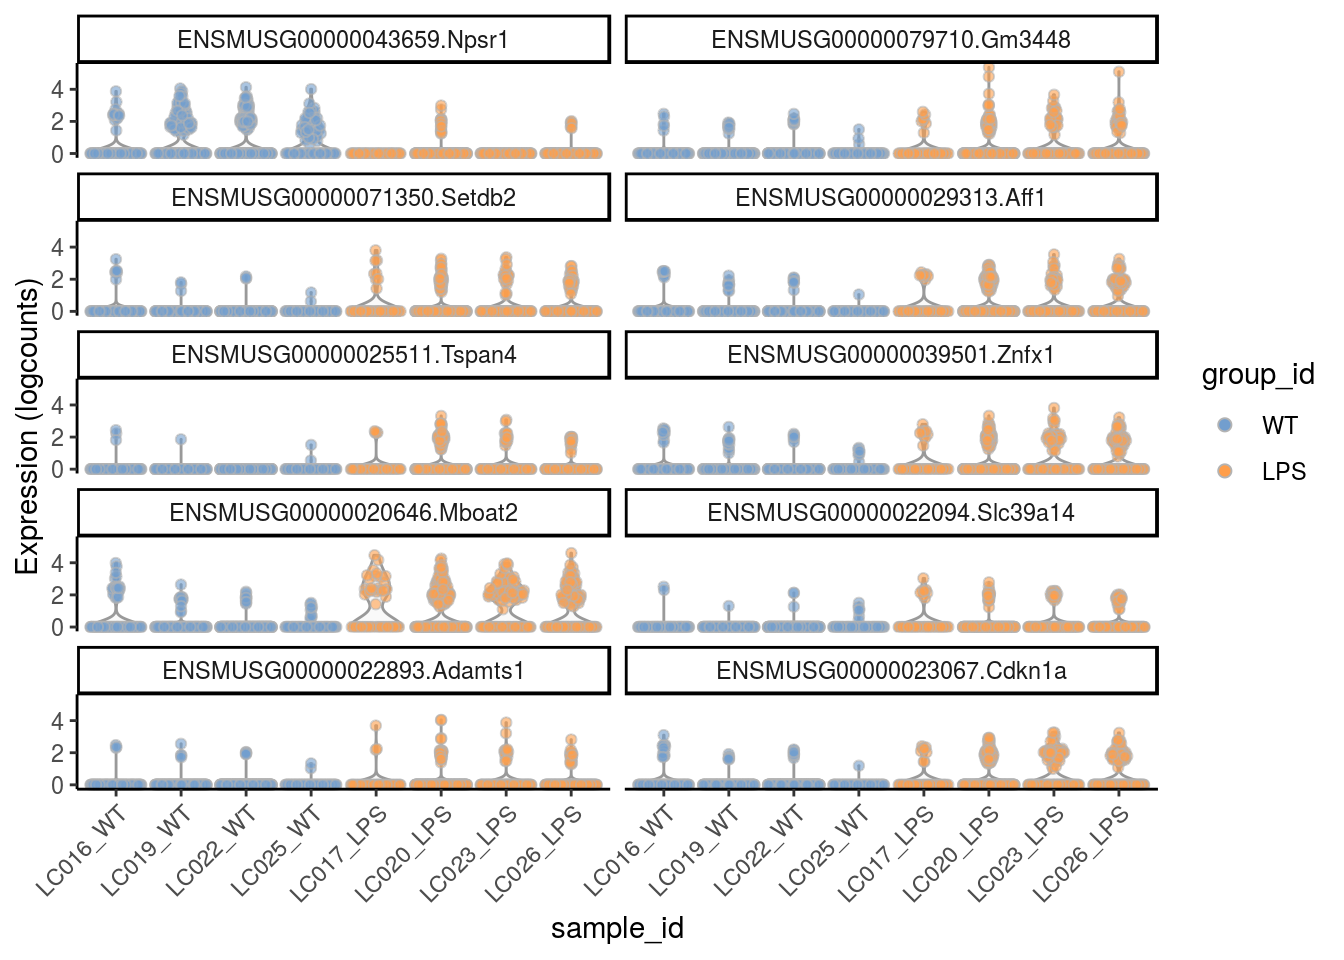 ENSMUSG00000043659.Npsr1
ENSMUSG00000079710.Gm3448
4
2
0
ENSMUSG00000071350.Setdb2
ENSMUSG00000029313.Aff1
4
2
0
ENSMUSG00000025511.Tspan4
ENSMUSG00000039501.Znfx1
4
2
0
ENSMUSG00000020646.Mboat2
ENSMUSG00000022094.Slc39a14
4
2
0
ENSMUSG00000022893.Adamts1
ENSMUSG00000023067.Cdkn1a
4
2
0
Expression (logcounts)
LC016_WT
LC019_WT
LC022_WT
LC025_WT
LC017_LPS
LC020_LPS
LC023_LPS
LC026_LPS
LC016_WT
LC019_WT
LC022_WT
LC025_WT
LC017_LPS
LC020_LPS
LC023_LPS
LC026_LPS
sample_id
group_id
WT
LPS